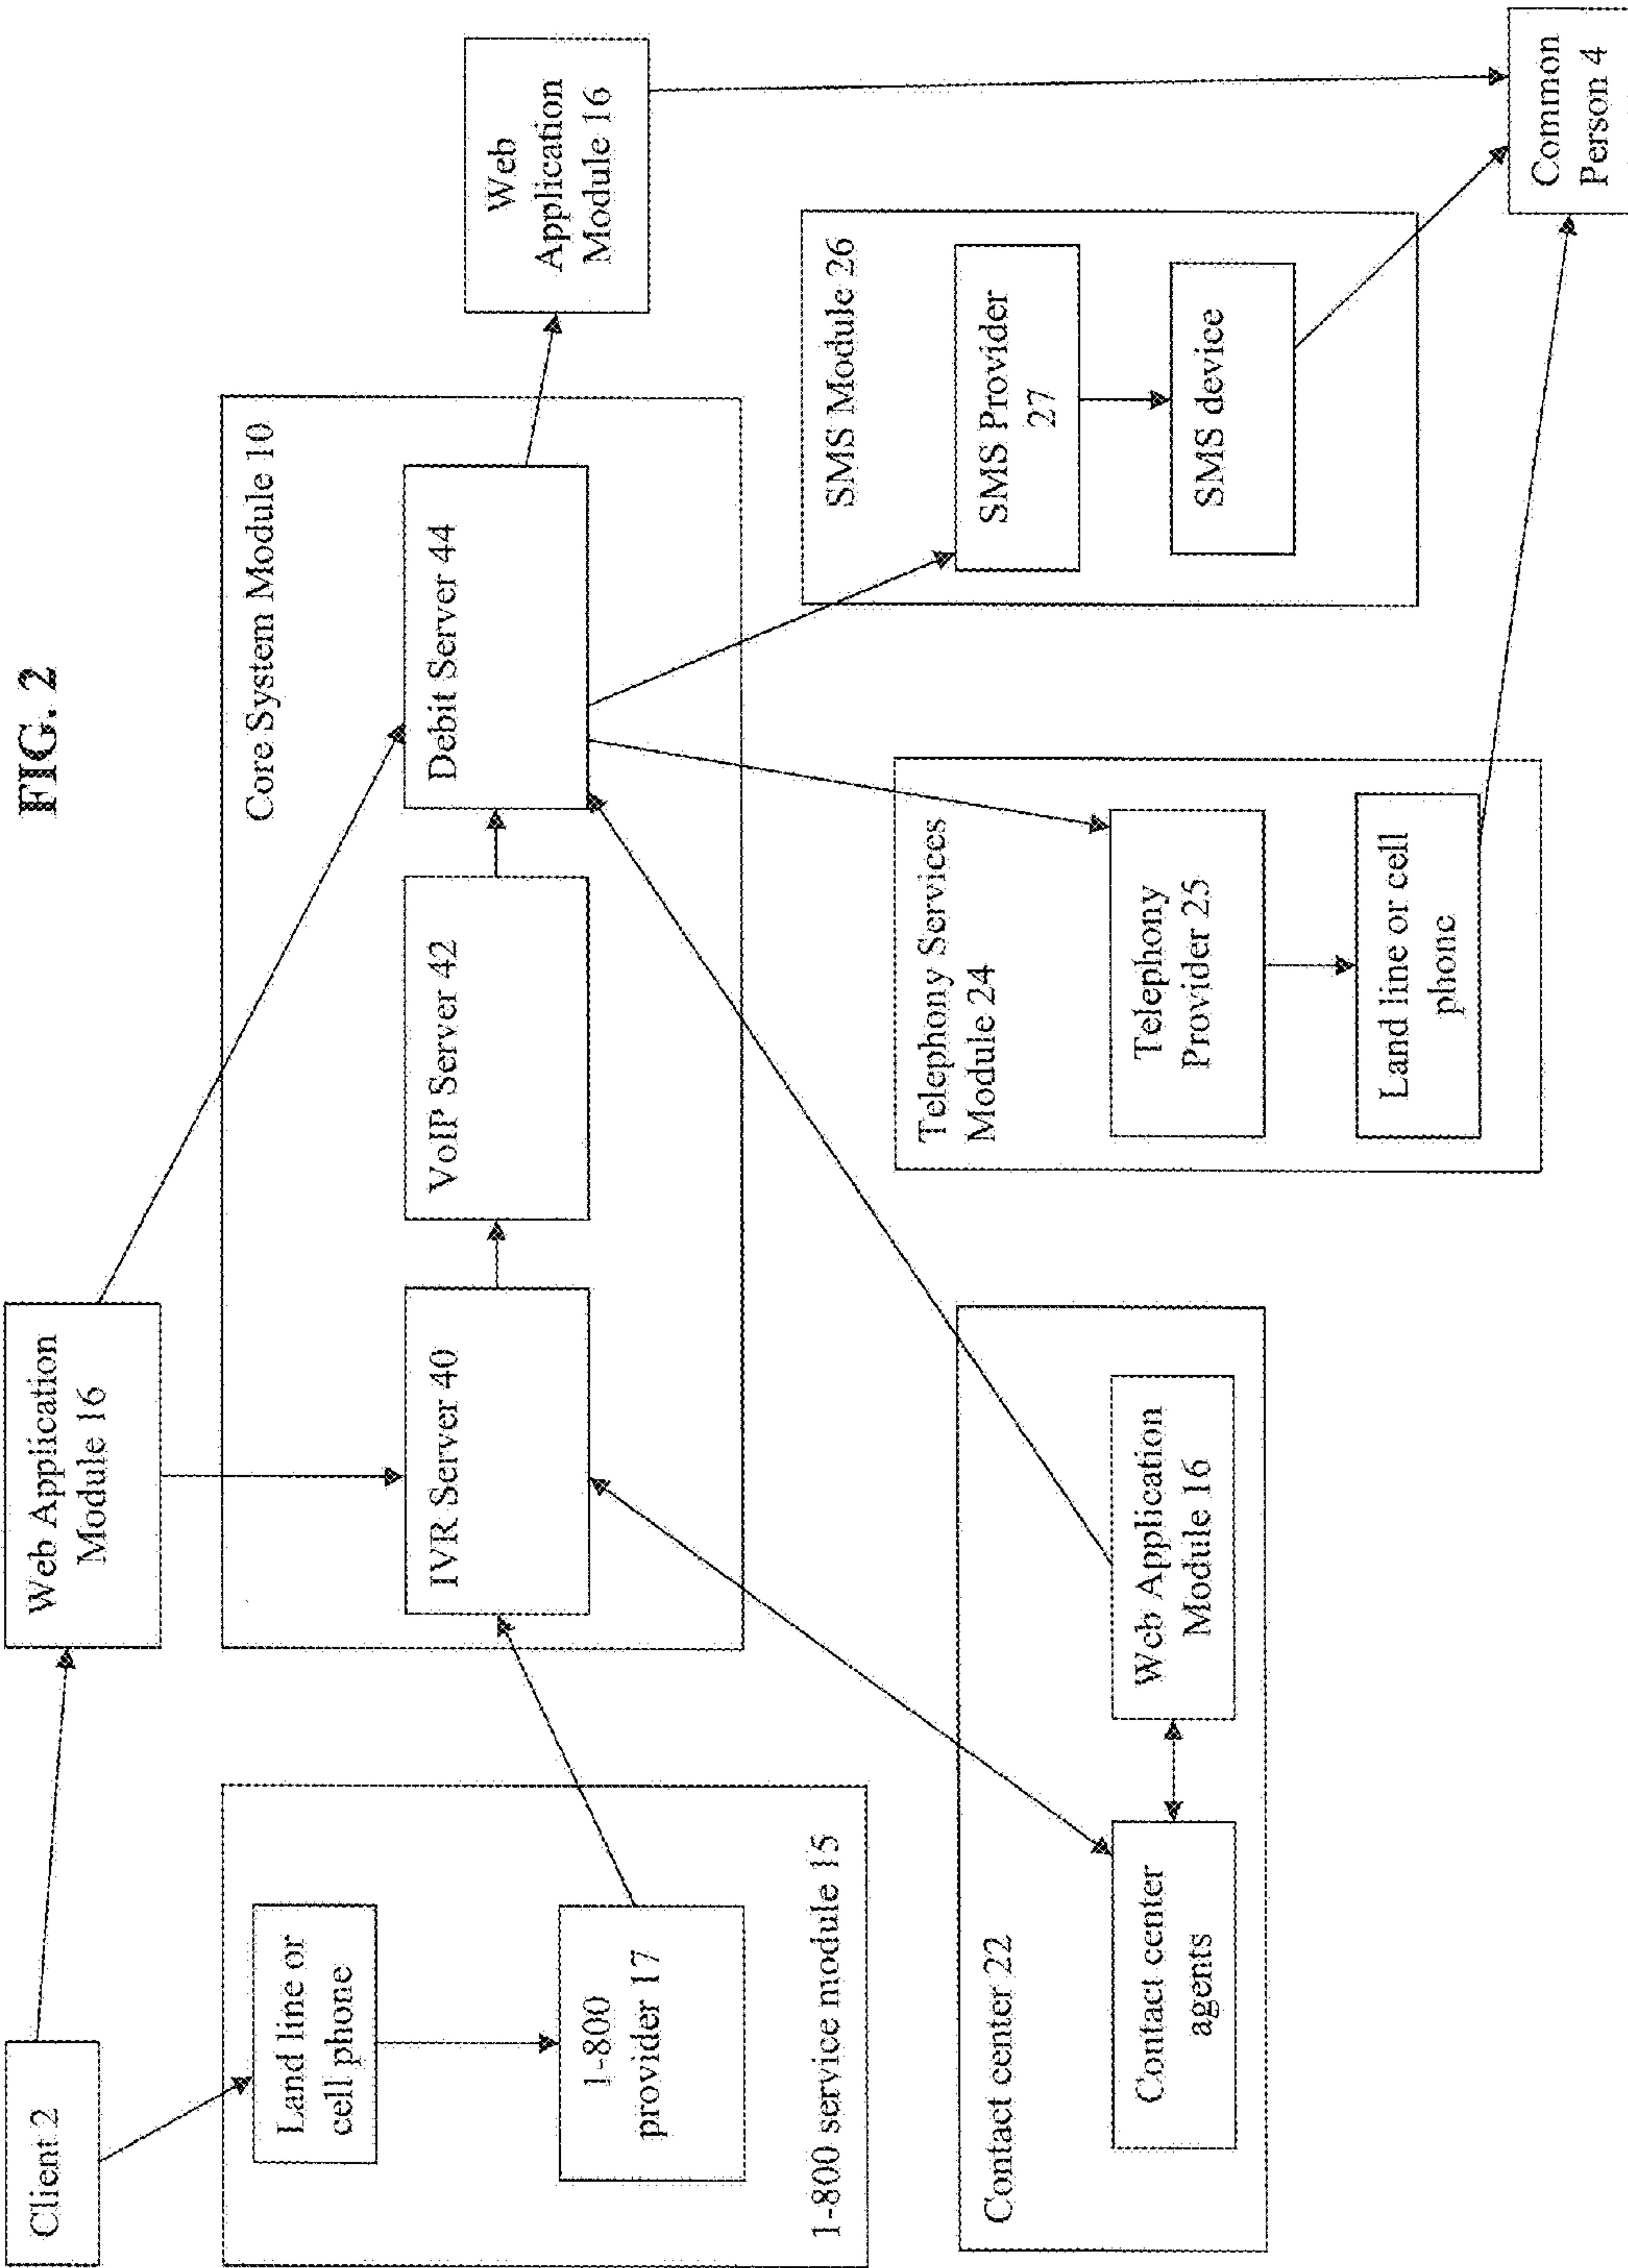 FIG. 2
Client 2
Web Application
Module 16
Land line or
cell phone
1-800
provider 17
1-800 service module 15
Core System Module 10
IVR Server 40
VoIP Server 42
Debit Server 44
Web
Application
Module 16
Contact center 22
Contact center
agents
Web Application
Module 16
Telephony Services
Module 24
Telephony
Provider 25
Land line or cell
phone
SMS Module 26
SMS Provider
27
SMS device
Common
Person 4